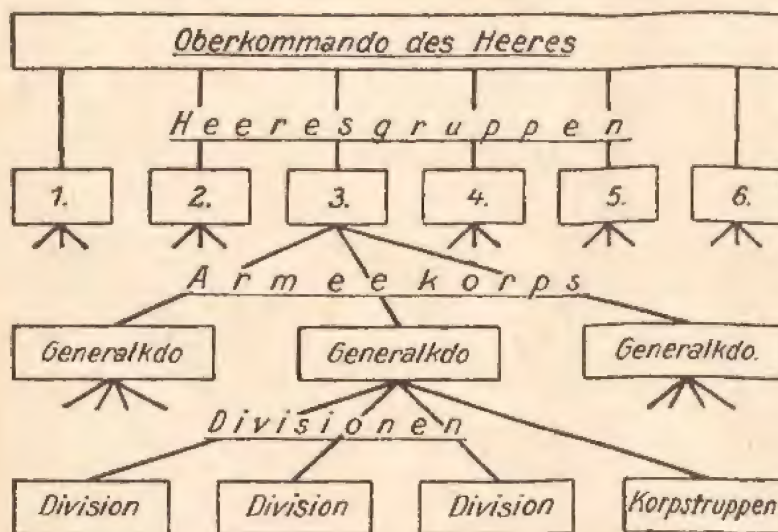 Oberkommando des Heeres
Heeresgruppen
1. 2. 3. 4. 5. 6.
Armeekorps
Generalkdo Generalkdo Generalkdo.
Divisionen
Division Division Division Korpstruppen